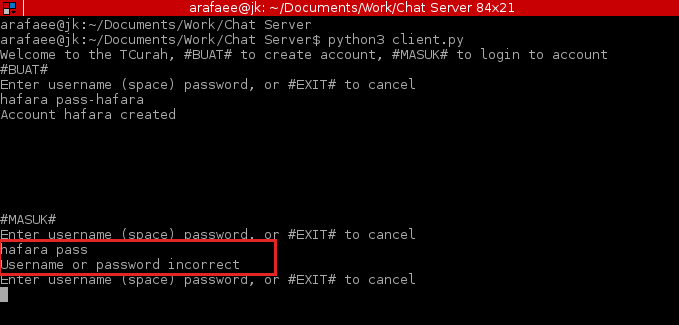 arafaee@jk: ~/Documents/Work/Chat Server 84x21
arafaee@jk:~/Documents/Work/Chat Server
arafaee@jk:~/Documents/Work/Chat Server$ python3 client.py
Welcome to the TCurah, #BUAT# to create account, #MASUK# to login to account
#BUAT#
Enter username (space) password, or #EXIT# to cancel
hafara pass-hafara
Account hafara created
#MASUK#
Enter username (space) password, or #EXIT# to cancel
hafara pass
Username or password incorrect
Enter username (space) password, or #EXIT# to cancel